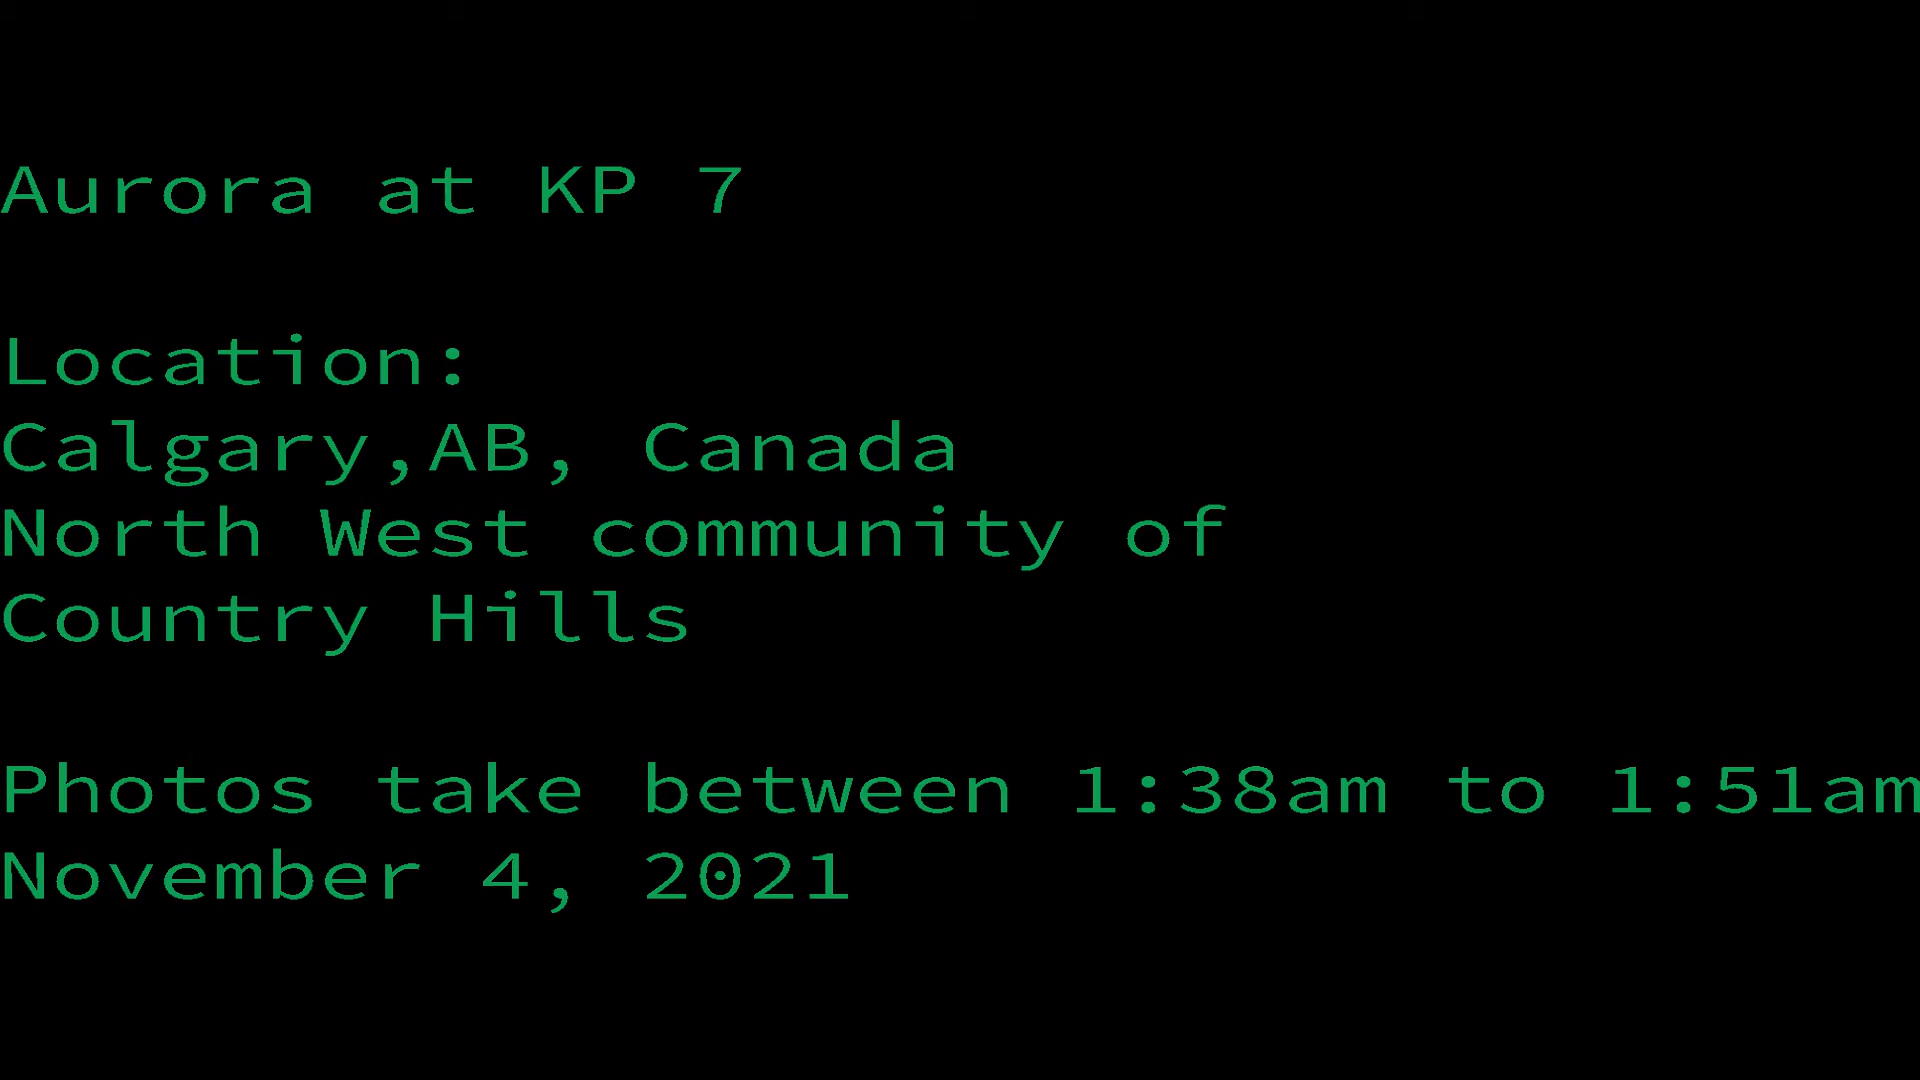 Aurora at KP 7
Location:
Calgary,AB, Canada
North West community of
Country Hills
Photos take between 1:38am to 1:51am
November 4, 2021